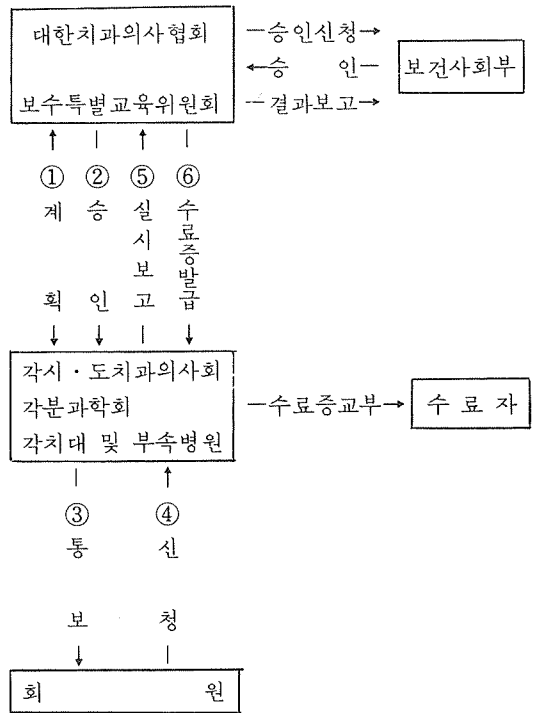 대한치과의사협회
보수특별교육위원회
승인신청
승 인
결과보고
보건사회부
① 계 획
② 승 인
⑤ 실시보고
⑥ 수료증발급
각시·도치과의사회
각분과학회
각치대 및 부속병원
수료증교부
수 료 자
③ 통 보
④ 신 청
회 원